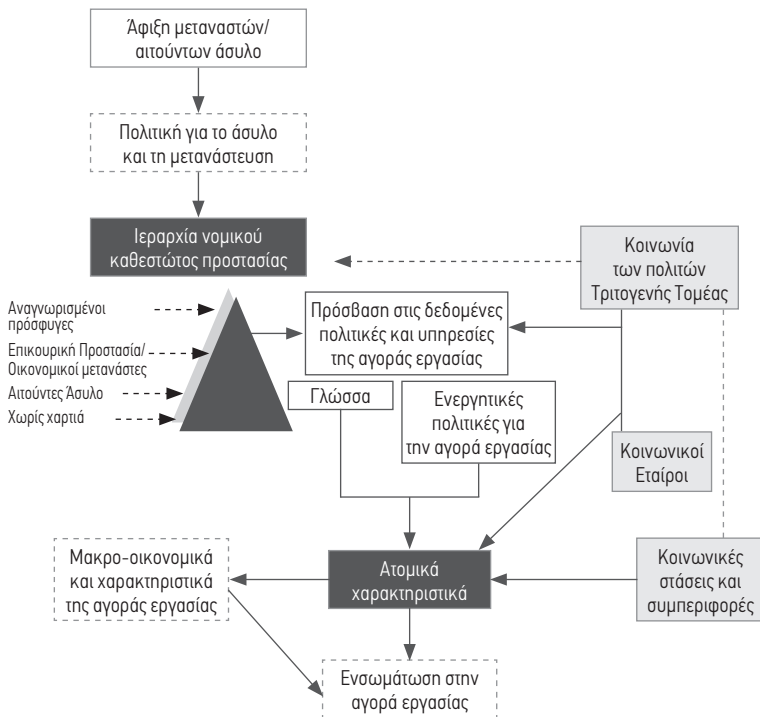 Άφιξη μεταναστών/
αιτούντων άσυλο
Πολιτική για το άσυλο
και τη μετανάστευση
Ιεραρχία νομικού
καθεστώτος προστασίας
Κοινωνία
των πολιτών
Τριτογενής Τομέας
Αναγνωρισμένοι
πρόσφυγες
Επικουρική Προστασία/
Οικονομικοί μετανάστες
Αιτούντες Άσυλο
Χωρίς χαρτιά
Πρόσβαση στις δεδομένες
πολιτικές και υπηρεσίες
της αγοράς εργασίας
Γλώσσα
Ενεργητικές
πολιτικές για
την αγορά εργασίας
Κοινωνικοί
Εταίροι
Μακρο-οικονομικά
και χαρακτηριστικά
της αγοράς εργασίας
Ατομικά
χαρακτηριστικά
Κοινωνικές
στάσεις και
συμπεριφορές
Ενσωμάτωση στην
αγορά εργασίας